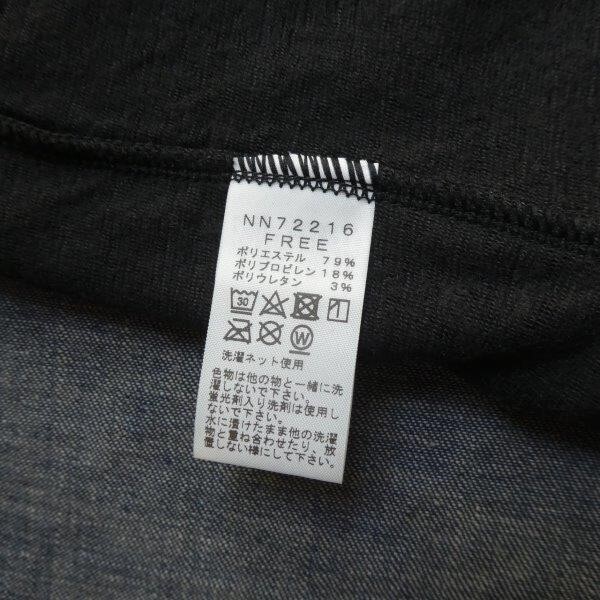 NN72216
FREE
ポリエステル 79%
ポリプロピレン 18%
ポリウレタン 3%
30
W
洗濯ネット使用
色物は他の物と一緒に洗
濯しないで下さい。
蛍光剤入り洗剤は使用し
ないで下さい。
水に漬けたまま他の洗濯
物と重ね合わせたり、放
置しない様にして下さい。